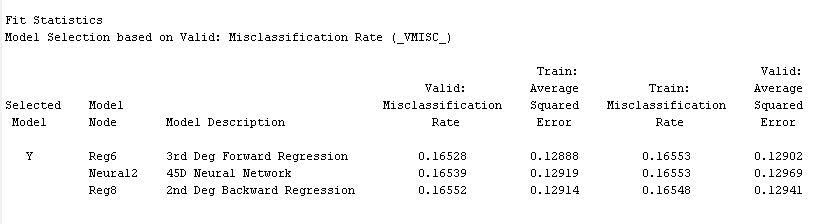 Fit Statistics
Model Selection based on Valid: Misclassification Rate (_VMISC_)
Train: Valid:
Valid: Average Train: Average
Selected Model Misclassification Squared Misclassification Squared
Model Node Model Description Rate Error Rate Error
Y Reg6 3rd Deg Forward Regression 0.16528 0.12888 0.16553 0.12902
Neural2 45D Neural Network 0.16539 0.12919 0.16553 0.12969
Reg8 2nd Deg Backward Regression 0.16552 0.12914 0.16548 0.12941